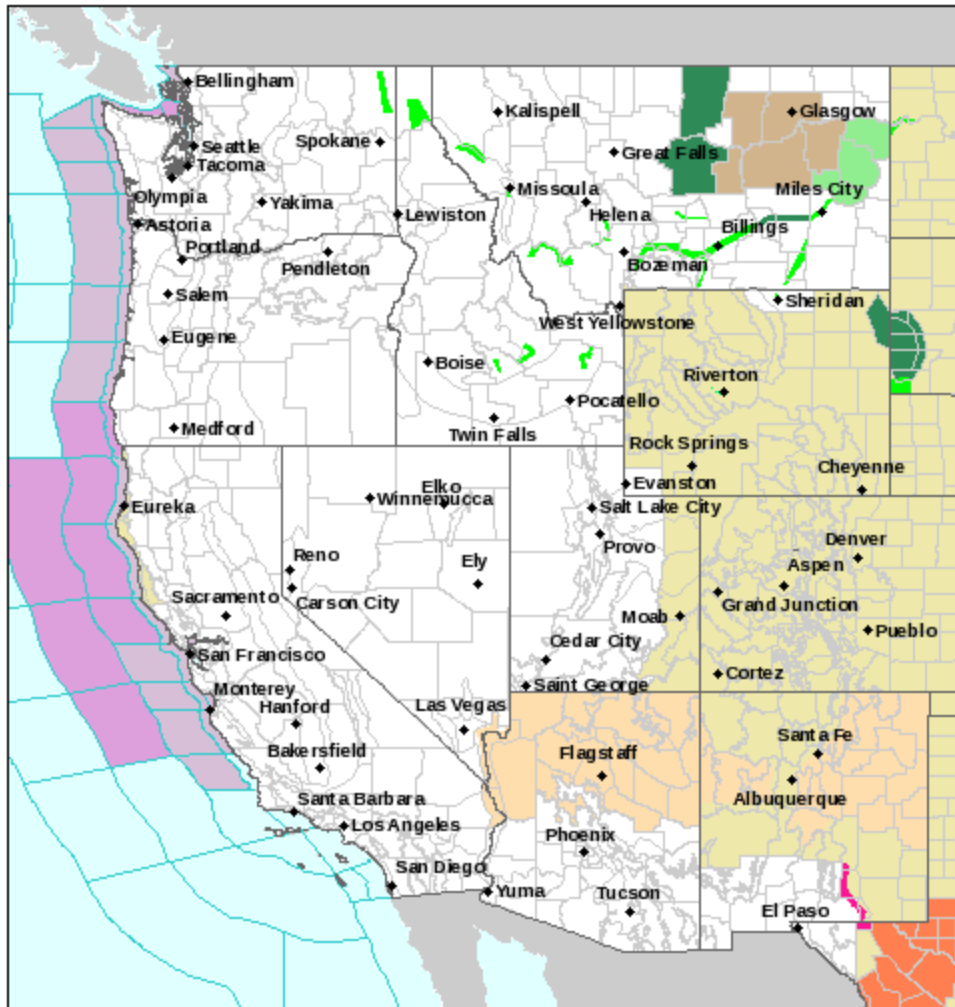 Bellingham
Kalispell
Glasgow
Seattle
Spokane
Great Falls
Tacoma
Olympia
Yakima
Missoula
Miles City
Astoria
Lewiston
Helena
Billings
Portland
Pendleton
Bozeman
Salem
Sheridan
West Yellowstone
Eugene
Boise
Riverton
Pocatello
Medford
Twin Falls
Rock Springs
Cheyenne
Elko
Evanston
Winnemucca
Eureka
Salt Lake City
Denver
Provo
Reno
Ely
Aspen
Sacramento
Carson City
Grand Junction
Moab
Pueblo
Cedar City
San Francisco
Cortez
Monterey
Saint George
Hanford
Las Vegas
Santa Fe
Bakersfield
Flagstaff
Albuquerque
Santa Barbara
Los Angeles
Phoenix
San Diego
Yuma
Tucson
El Paso